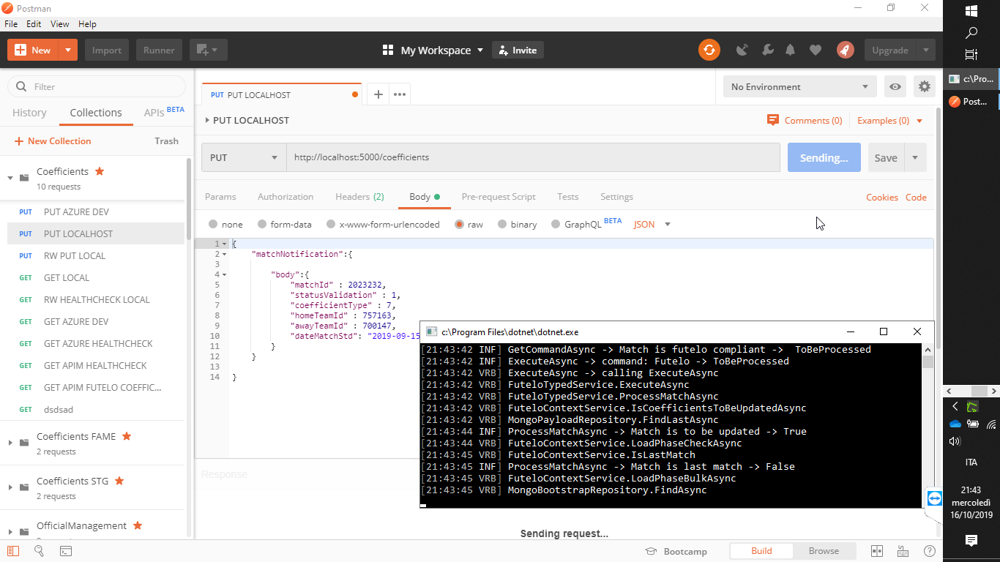 Postman
File Edit View Help
New
Import
Runner
My Workspace
Invite
Upgrade
Filter
History Collections APIs BETA
New Collection Trash
Coefficients
10 requests
PUT PUT AZURE DEV
PUT PUT LOCALHOST
PUT RW PUT LOCAL
GET GET LOCAL
GET RW HEALTHCHECK LOCAL
GET GET AZURE DEV
GET GET AZURE HEALTHCHECK
GET GET APIM HEALTHCHECK
GET GET APIM FUTELO COEFFIC...
GET dsdsad
Coefficients FAME
2 requests
Coefficients STG
2 requests
OfficialManagement
PUT PUT LOCALHOST
No Environment
PUT LOCALHOST
Comments (0) Examples (0)
PUT http://localhost:5000/coefficients Sending... Save
Params Authorization Headers (2) Body Pre-request Script Tests Settings Cookies Code
none form-data x-www-form-urlencoded raw binary GraphQL BETA JSON
1 {
2 "matchNotification":{
3
4 "body":{
5 "matchId" : 2023232,
6 "statusValidation" : 1,
7 "coefficientType" : 7,
8 "homeTeamId" : 757163,
9 "awayTeamId" : 700147,
10 "dateMatchStd": "2019-09-15
11 }
12 }
13
14 }
Response
c:\Program Files\dotnet\dotnet.exe
[21:43:42 INF] GetCommandAsync -> Match is futelo compliant ->  ToBeProcessed
[21:43:42 INF] ExecuteAsync -> command: Futelo -> ToBeProcessed
[21:43:42 VRB] ExecuteAsync -> calling ExecuteAsync
[21:43:42 VRB] FuteloTypedService.ExecuteAsync
[21:43:42 VRB] FuteloTypedService.ProcessMatchAsync
[21:43:42 VRB] FuteloContextService.IsCoefficientsToBeUpdatedAsync
[21:43:42 VRB] MongoPayloadRepository.FindLastAsync
[21:43:44 INF] ProcessMatchAsync -> Match is to be updated -> True
[21:43:44 VRB] FuteloContextService.LoadPhaseCheckAsync
[21:43:45 VRB] FuteloContextService.IsLastMatch
[21:43:45 INF] ProcessMatchAsync -> Match is last match -> False
[21:43:45 VRB] FuteloContextService.LoadPhaseBulkAsync
[21:43:45 VRB] MongoBootstrapRepository.FindAsync
Sending request...
Bootcamp Build Browse
c:\Pro...
Post...
ITA
21:43
mercoledì
16/10/2019